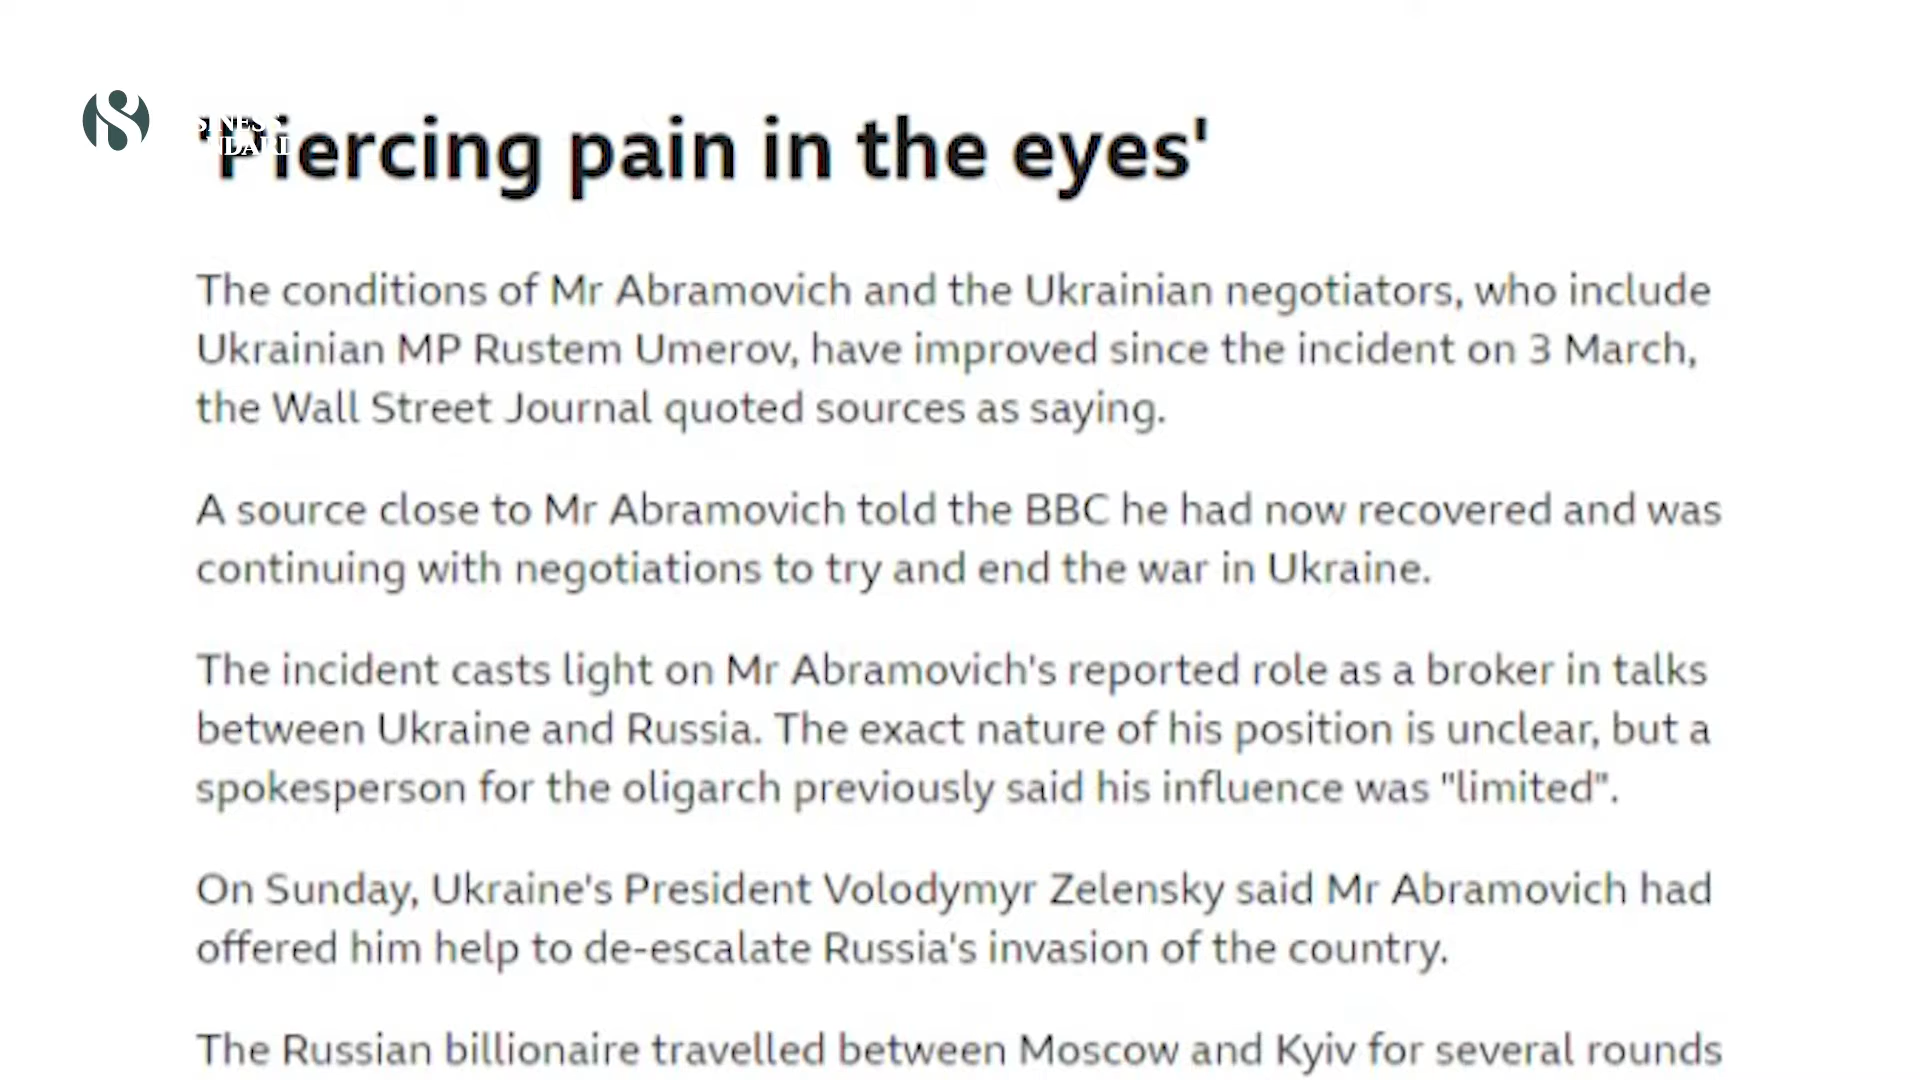 'Piercing pain in the eyes'
The conditions of Mr Abramovich and the Ukrainian negotiators, who include
Ukrainian MP Rustem Umerov, have improved since the incident on 3 March,
the Wall Street Journal quoted sources as saying.
A source close to Mr Abramovich told the BBC he had now recovered and was
continuing with negotiations to try and end the war in Ukraine.
The incident casts light on Mr Abramovich's reported role as a broker in talks
between Ukraine and Russia. The exact nature of his position is unclear, but a
spokesperson for the oligarch previously said his influence was "limited".
On Sunday, Ukraine's President Volodymyr Zelensky said Mr Abramovich had
offered him help to de-escalate Russia's invasion of the country.
The Russian billionaire travelled between Moscow and Kyiv for several rounds